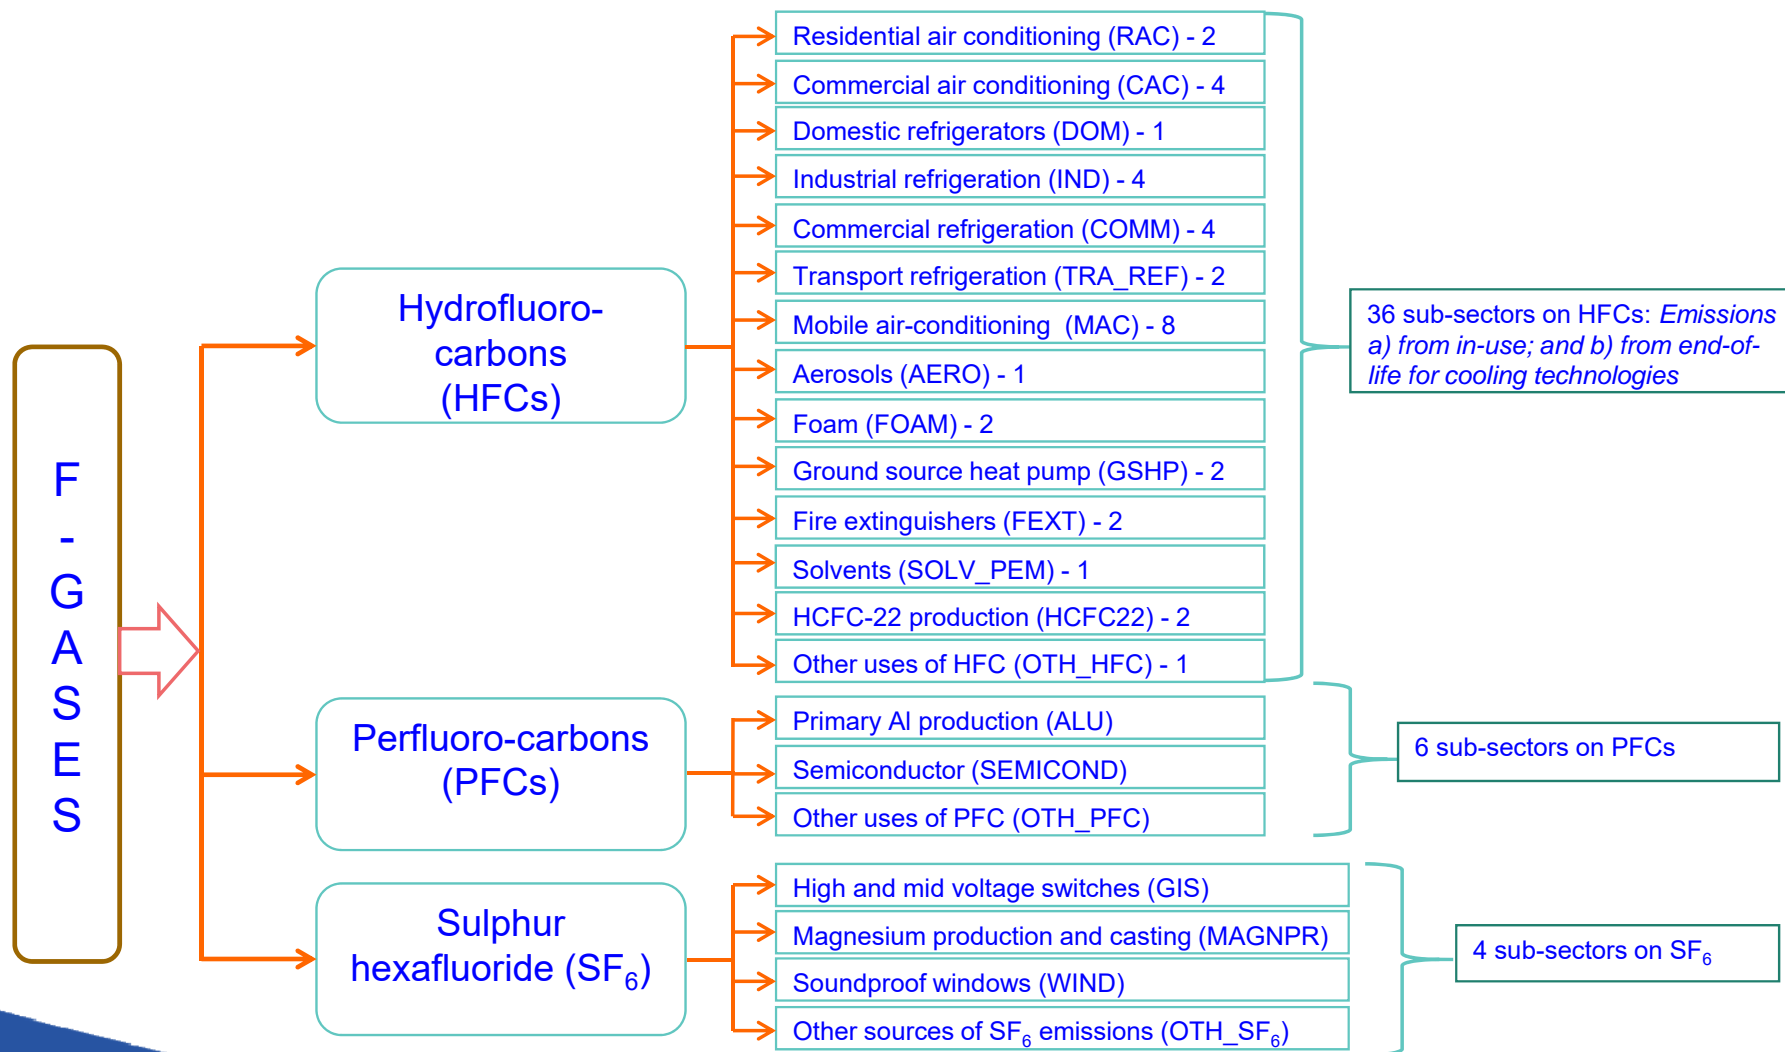 F
-
G
A
S
E
S
Hydrofluoro-
carbons
(HFCs)
Residential air conditioning (RAC) - 2
Commercial air conditioning (CAC) - 4
Domestic refrigerators (DOM) - 1
Industrial refrigeration (IND) - 4
Commercial refrigeration (COMM) - 4
Transport refrigeration (TRA_REF) - 2
Mobile air-conditioning (MAC) - 8
Aerosols (AERO) - 1
Foam (FOAM) - 2
Ground source heat pump (GSHP) - 2
Fire extinguishers (FEXT) - 2
Solvents (SOLV_PEM) - 1
HCFC-22 production (HCFC22) - 2
Other uses of HFC (OTH_HFC) - 1
36 sub-sectors on HFCs: Emissions
a) from in-use; and b) from end-of-
life for cooling technologies
Perfluoro-carbons
(PFCs)
Primary Al production (ALU)
Semiconductor (SEMICOND)
Other uses of PFC (OTH_PFC)
6 sub-sectors on PFCs
Sulphur
hexafluoride (SF₆)
High and mid voltage switches (GIS)
Magnesium production and casting (MAGNPR)
Soundproof windows (WIND)
Other sources of SF₆ emissions (OTH_SF₆)
4 sub-sectors on SF₆